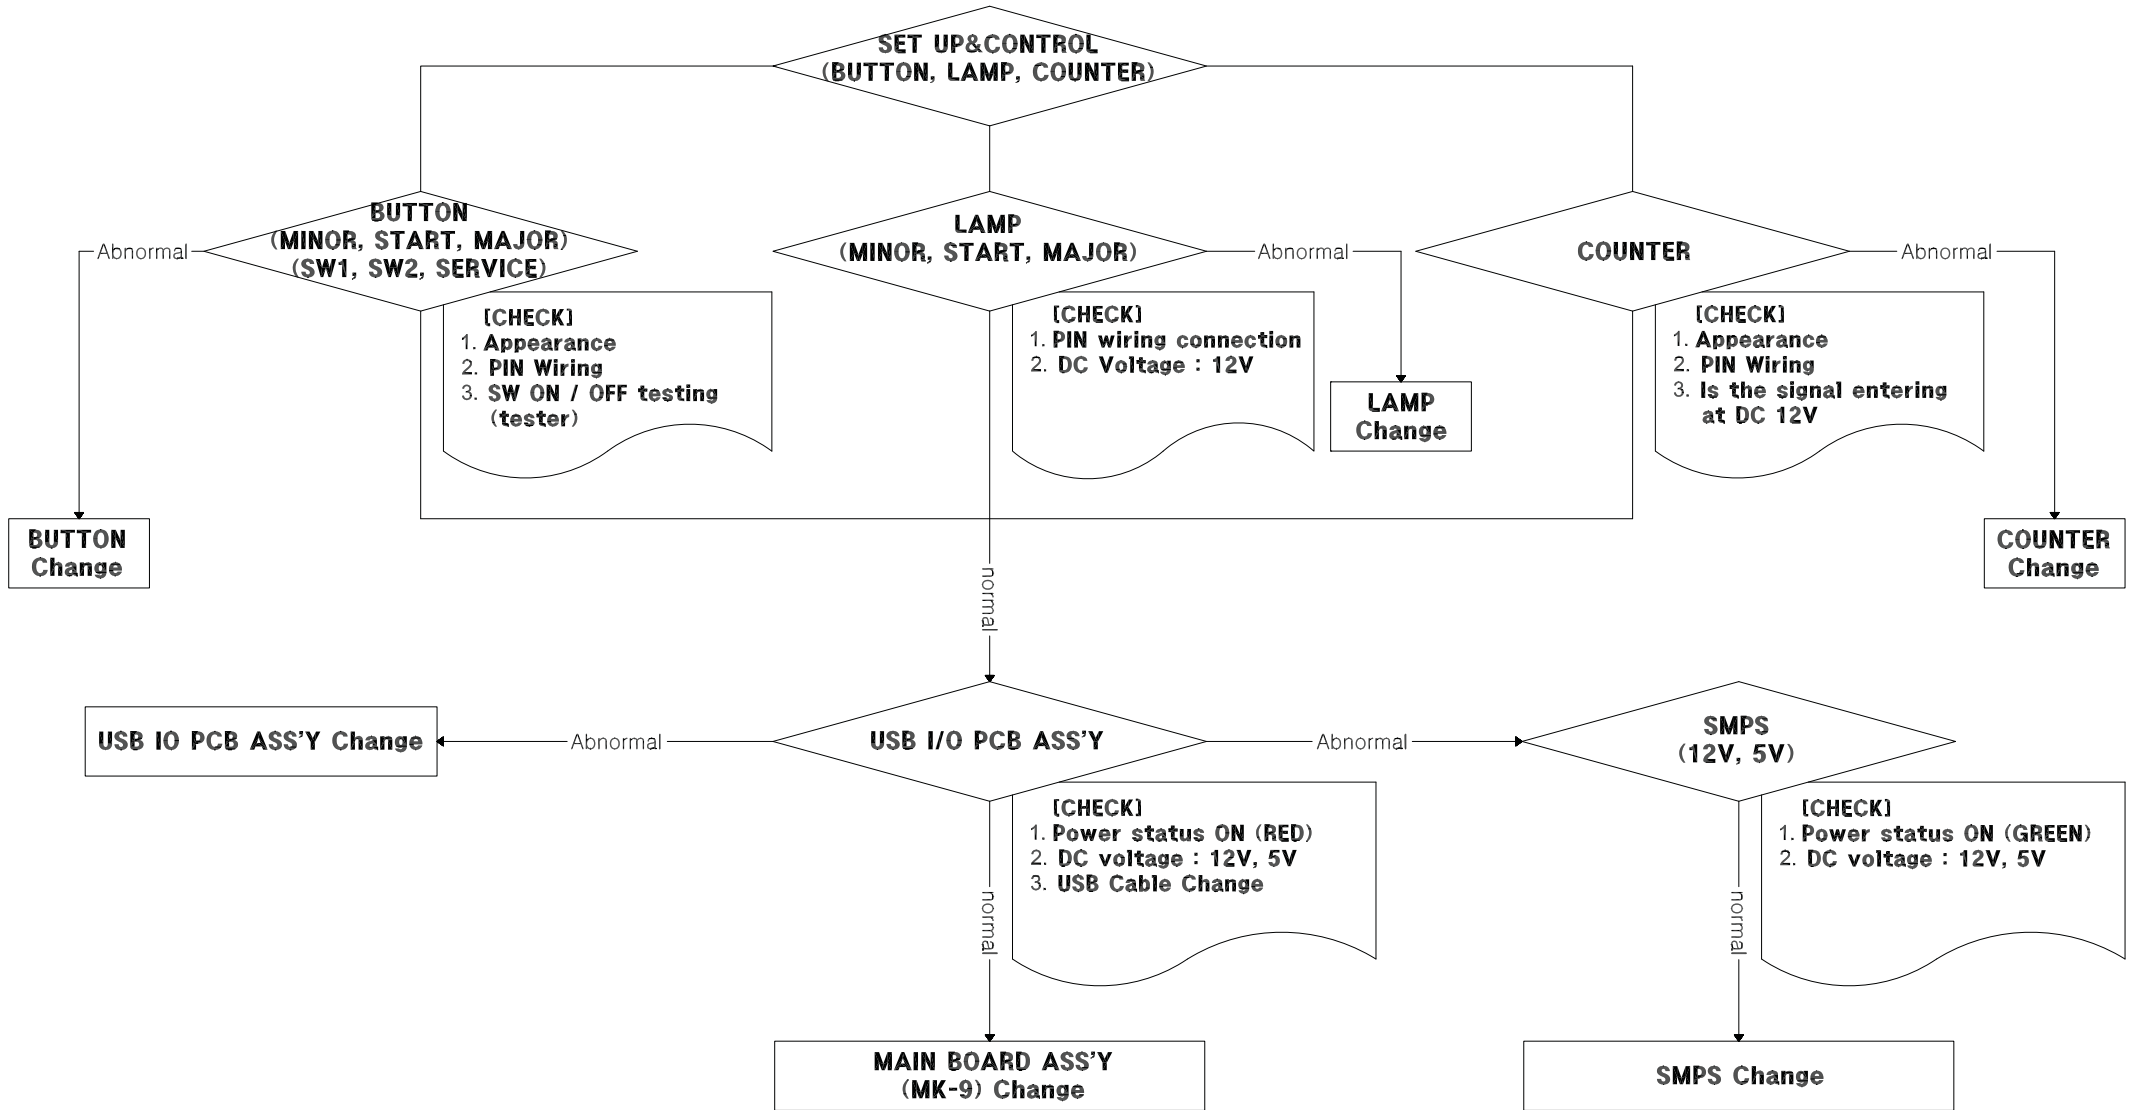 SET UP&CONTROL
(BUTTON, LAMP, COUNTER)
BUTTON
(MINOR, START, MAJOR)
(SW1, SW2, SERVICE)
Abnormal
[CHECK]
1. Appearance
2. PIN Wiring
3. SW ON / OFF testing
(tester)
BUTTON
Change
LAMP
(MINOR, START, MAJOR)
Abnormal
[CHECK]
1. PIN wiring connection
2. DC Voltage : 12V
LAMP
Change
COUNTER
Abnormal
[CHECK]
1. Appearance
2. PIN Wiring
3. Is the signal entering
at DC 12V
COUNTER
Change
normal
USB IO PCB ASS'Y Change
Abnormal
USB I/O PCB ASS'Y
Abnormal
SMPS
(12V, 5V)
[CHECK]
1. Power status ON (RED)
2. DC voltage : 12V, 5V
3. USB Cable Change
normal
[CHECK]
1. Power status ON (GREEN)
2. DC voltage : 12V, 5V
normal
MAIN BOARD ASS'Y
(MK-9) Change
SMPS Change